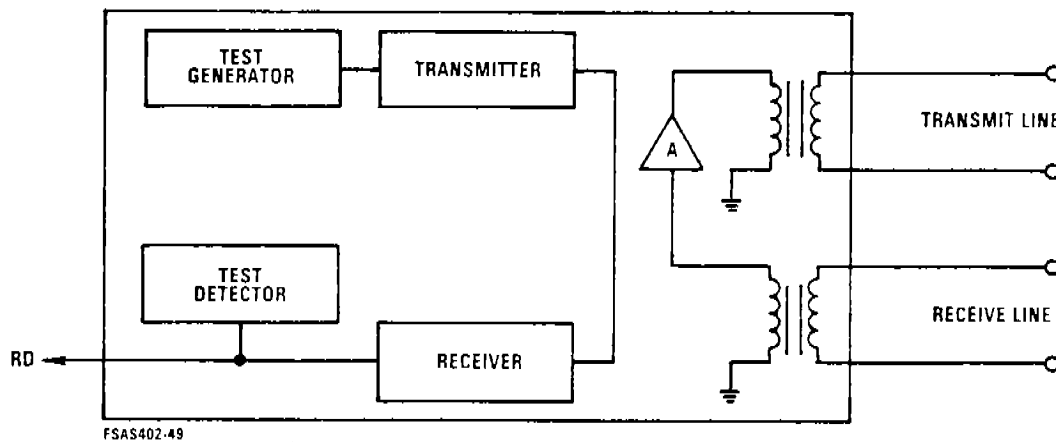 TEST
GENERATOR
TRANSMITTER
A
TRANSMIT LINE
TEST
DETECTOR
RECEIVER
RECEIVE LINE
RD
FSAS402-49